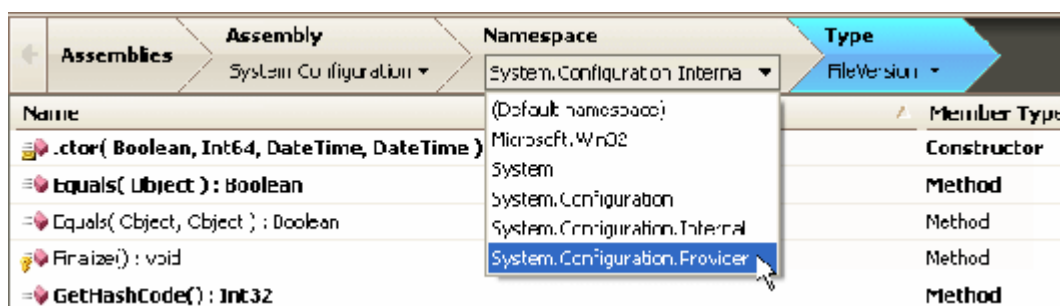 Assemblies
Assembly
System.Configuration
Namespace
System.Configuration.Internal
Type
FileVersion
Name
Member Type
(Default namespace)
Microsoft.Win32
System
System.Configuration
System.Configuration.Internal
System.Configuration.Provider
.ctor( Boolean, Int64, DateTime, DateTime )
Constructor
Equals( Object ) : Boolean
Method
Equals( Object, Object ) : Boolean
Method
Finalize() : void
Method
GetHashCode() : Int32
Method